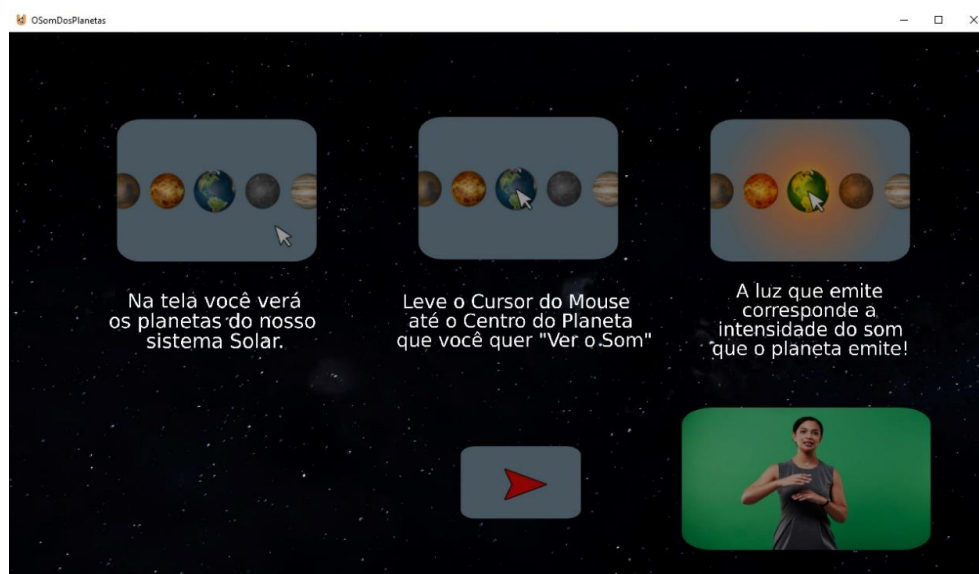 OSomDosPlanetas
Na tela você verá
os planetas do nosso
sistema Solar.
Leve o Cursor do Mouse
até o Centro do Planeta
que você quer "Ver o Som"
A luz que emite
corresponde a
intensidade do som
que o planeta emite!